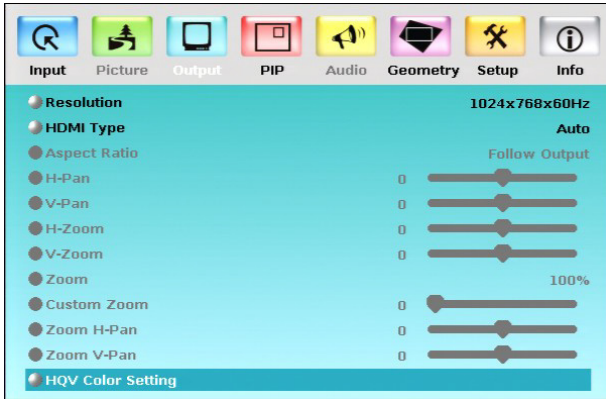 Input Picture Output PIP Audio Geometry Setup Info
Resolution 1024x768x60Hz
HDMI Type Auto
Aspect Ratio Follow Output
H-Pan 0
V-Pan 0
H-Zoom 0
V-Zoom 0
Zoom 100%
Custom Zoom 0
Zoom H-Pan 0
Zoom V-Pan 0
HQV Color Setting